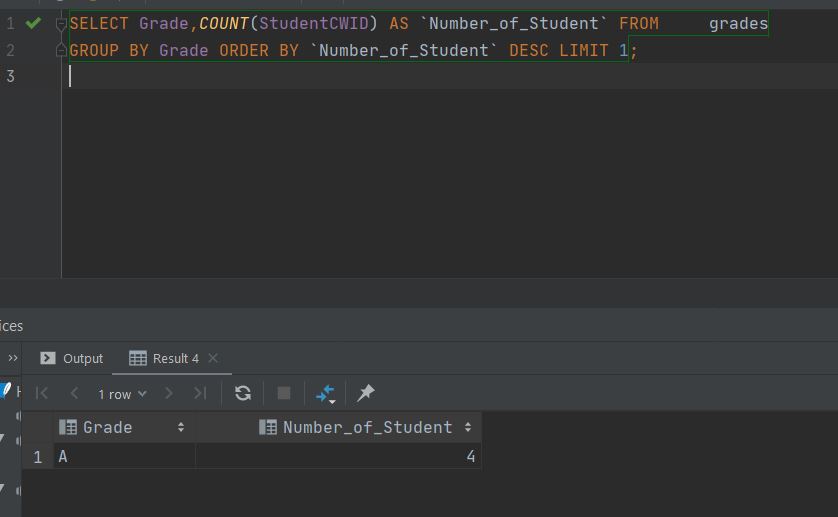 1 SELECT Grade,COUNT(StudentCWID) AS `Number_of_Student` FROM grades
2 GROUP BY Grade ORDER BY `Number_of_Student` DESC LIMIT 1;
3
ices
Output Result 4
1 row
Grade Number_of_Student
1 A 4